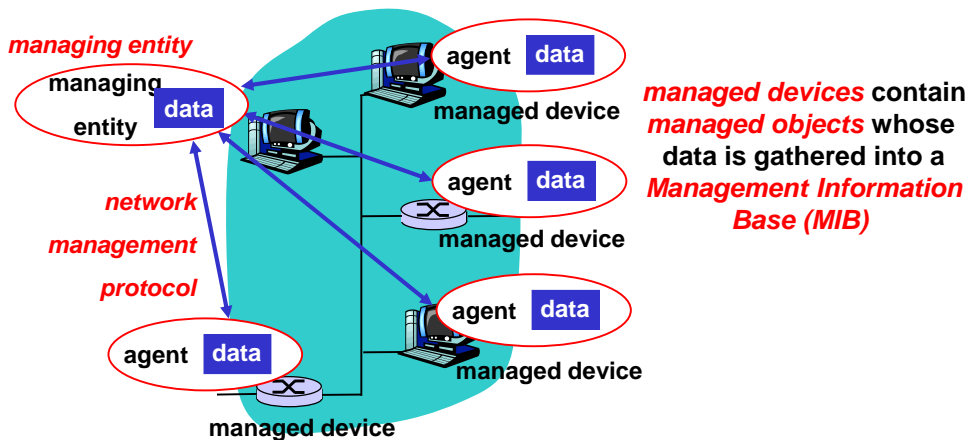 managing entity
managing
data
entity
agent data
managed device
agent data
managed device
agent data
managed device
agent data
managed device
network
management
protocol
managed devices contain
managed objects whose
data is gathered into a
Management Information
Base (MIB)